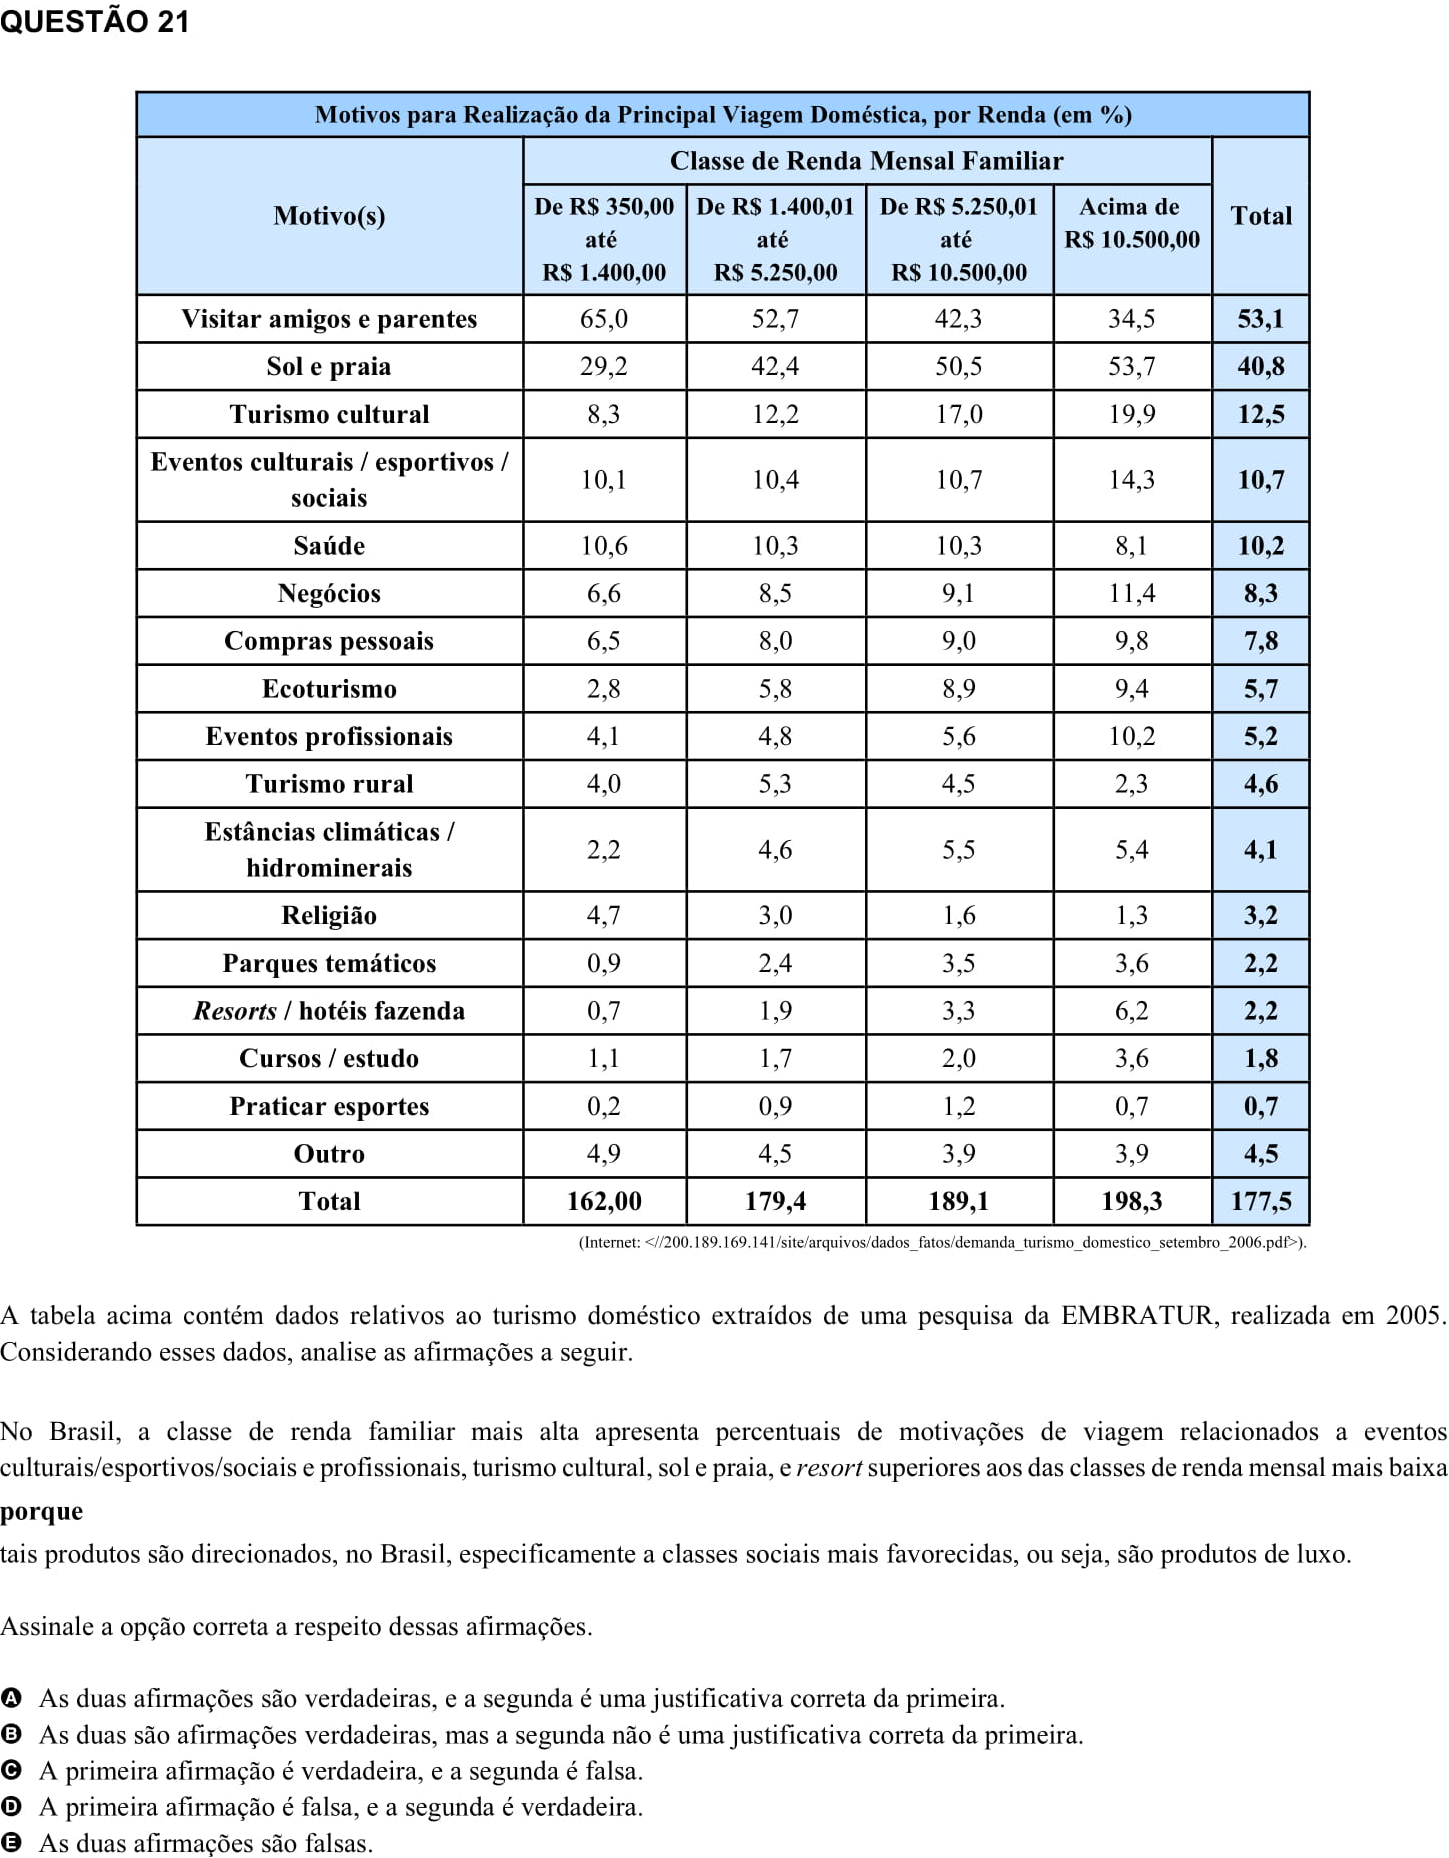 QUESTÃO 21
Motivos para Realização da Principal Viagem Doméstica, por Renda (em %)
Motivo(s)
Classe de Renda Mensal Familiar
Total
De R$ 350,00 até R$ 1.400,00
De R$ 1.400,01 até R$ 5.250,00
De R$ 5.250,01 até R$ 10.500,00
Acima de R$ 10.500,00
Visitar amigos e parentes 65,0 52,7 42,3 34,5 53,1
Sol e praia 29,2 42,4 50,5 53,7 40,8
Turismo cultural 8,3 12,2 17,0 19,9 12,5
Eventos culturais / esportivos / sociais 10,1 10,4 10,7 14,3 10,7
Saúde 10,6 10,3 10,3 8,1 10,2
Negócios 6,6 8,5 9,1 11,4 8,3
Compras pessoais 6,5 8,0 9,0 9,8 7,8
Ecoturismo 2,8 5,8 8,9 9,4 5,7
Eventos profissionais 4,1 4,8 5,6 10,2 5,2
Turismo rural 4,0 5,3 4,5 2,3 4,6
Estâncias climáticas / hidrominerais 2,2 4,6 5,5 5,4 4,1
Religião 4,7 3,0 1,6 1,3 3,2
Parques temáticos 0,9 2,4 3,5 3,6 2,2
Resorts / hotéis fazenda 0,7 1,9 3,3 6,2 2,2
Cursos / estudo 1,1 1,7 2,0 3,6 1,8
Praticar esportes 0,2 0,9 1,2 0,7 0,7
Outro 4,9 4,5 3,9 3,9 4,5
Total 162,00 179,4 189,1 198,3 177,5
(Internet: <//200.189.169.141/site/arquivos/dados_fatos/demanda_turismo_domestico_setembro_2006.pdf>).
A tabela acima contém dados relativos ao turismo doméstico extraídos de uma pesquisa da EMBRATUR, realizada em 2005.
Considerando esses dados, analise as afirmações a seguir.
No Brasil, a classe de renda familiar mais alta apresenta percentuais de motivações de viagem relacionados a eventos
culturais/esportivos/sociais e profissionais, turismo cultural, sol e praia, e resort superiores aos das classes de renda mensal mais baixa
porque
tais produtos são direcionados, no Brasil, especificamente a classes sociais mais favorecidas, ou seja, são produtos de luxo.
Assinale a opção correta a respeito dessas afirmações.
A As duas afirmações são verdadeiras, e a segunda é uma justificativa correta da primeira.
B As duas são afirmações verdadeiras, mas a segunda não é uma justificativa correta da primeira.
C A primeira afirmação é verdadeira, e a segunda é falsa.
D A primeira afirmação é falsa, e a segunda é verdadeira.
E As duas afirmações são falsas.